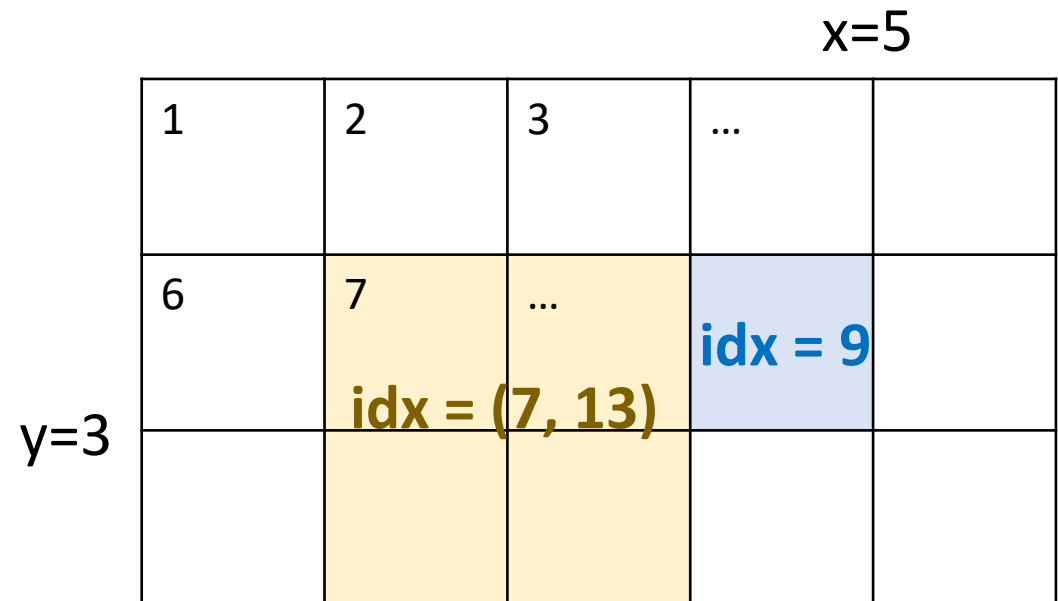 x=5
1
2
3
...
6
7
...
idx = 9
idx = (7, 13)
y=3